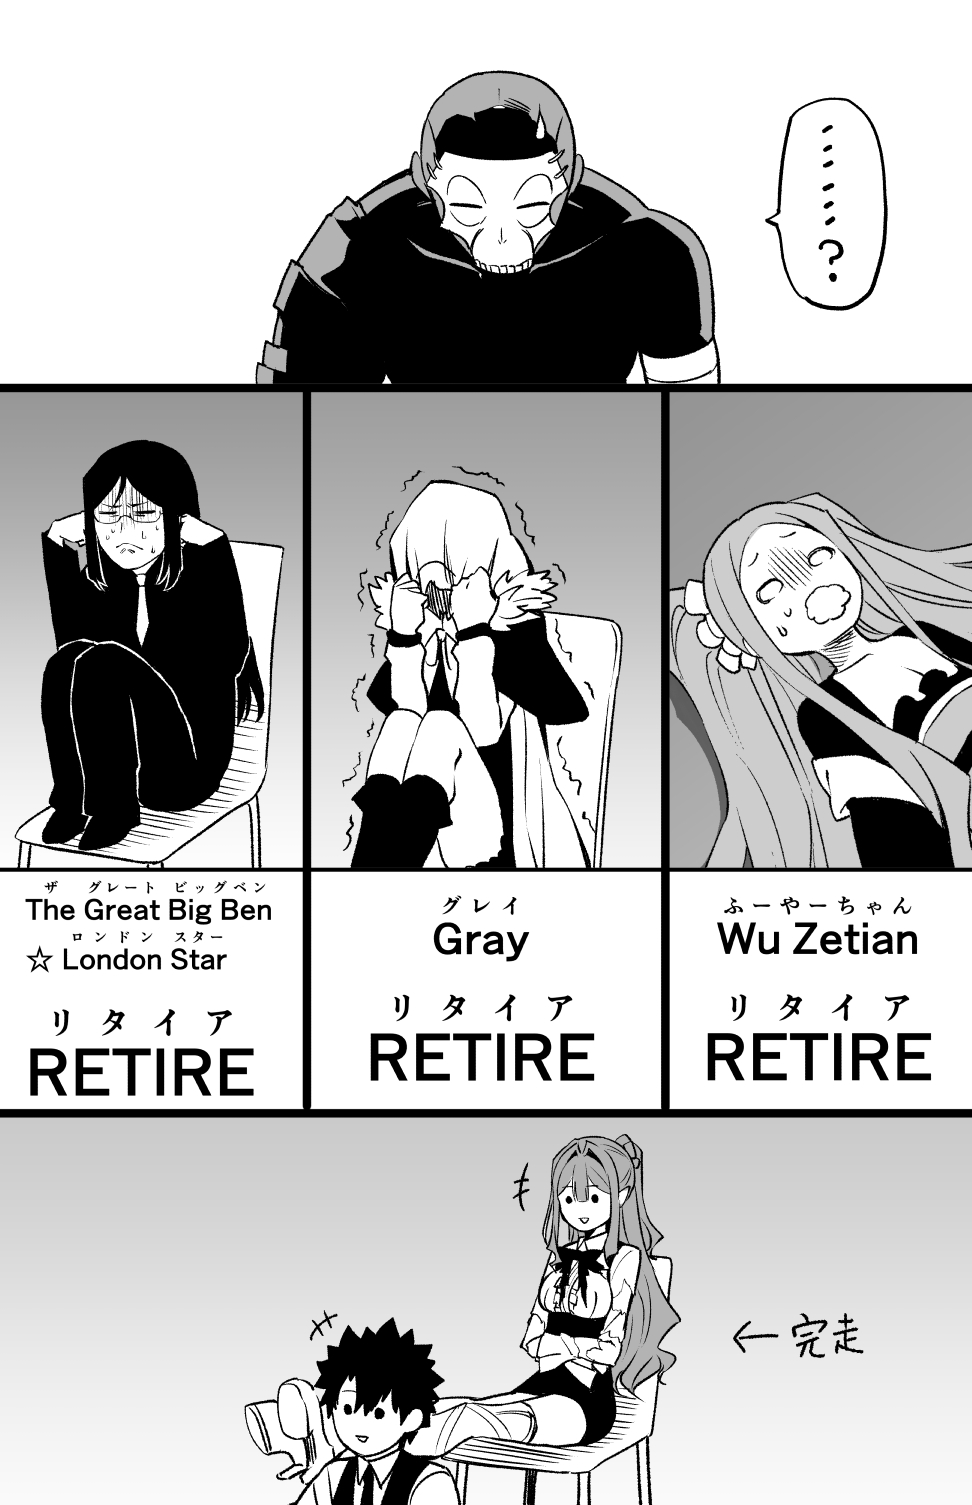 ……………?
ザ グレート ビッグベン
The Great Big Ben
ロンドン スター
☆ London Star
リタイア
RETIRE
グレイ
Gray
リタイア
RETIRE
ふーやーちゃん
Wu Zetian
リタイア
RETIRE
← 完走